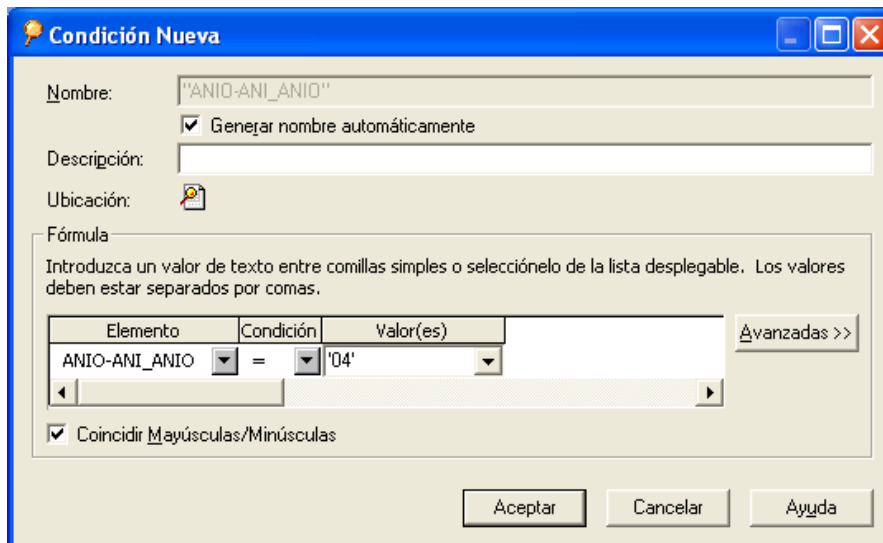 Condición Nueva
Nombre: "ANIO-ANI_ANIO"
Generar nombre automáticamente
Descripción:
Ubicación:
Fórmula
Introduzca un valor de texto entre comillas simples o selecciónelo de la lista desplegable. Los valores
deben estar separados por comas.
Elemento Condición Valor(es)
ANIO-ANI_ANIO = '04'
Avanzadas >>
Coincidir Mayúsculas/Minúsculas
Aceptar Cancelar Ayuda